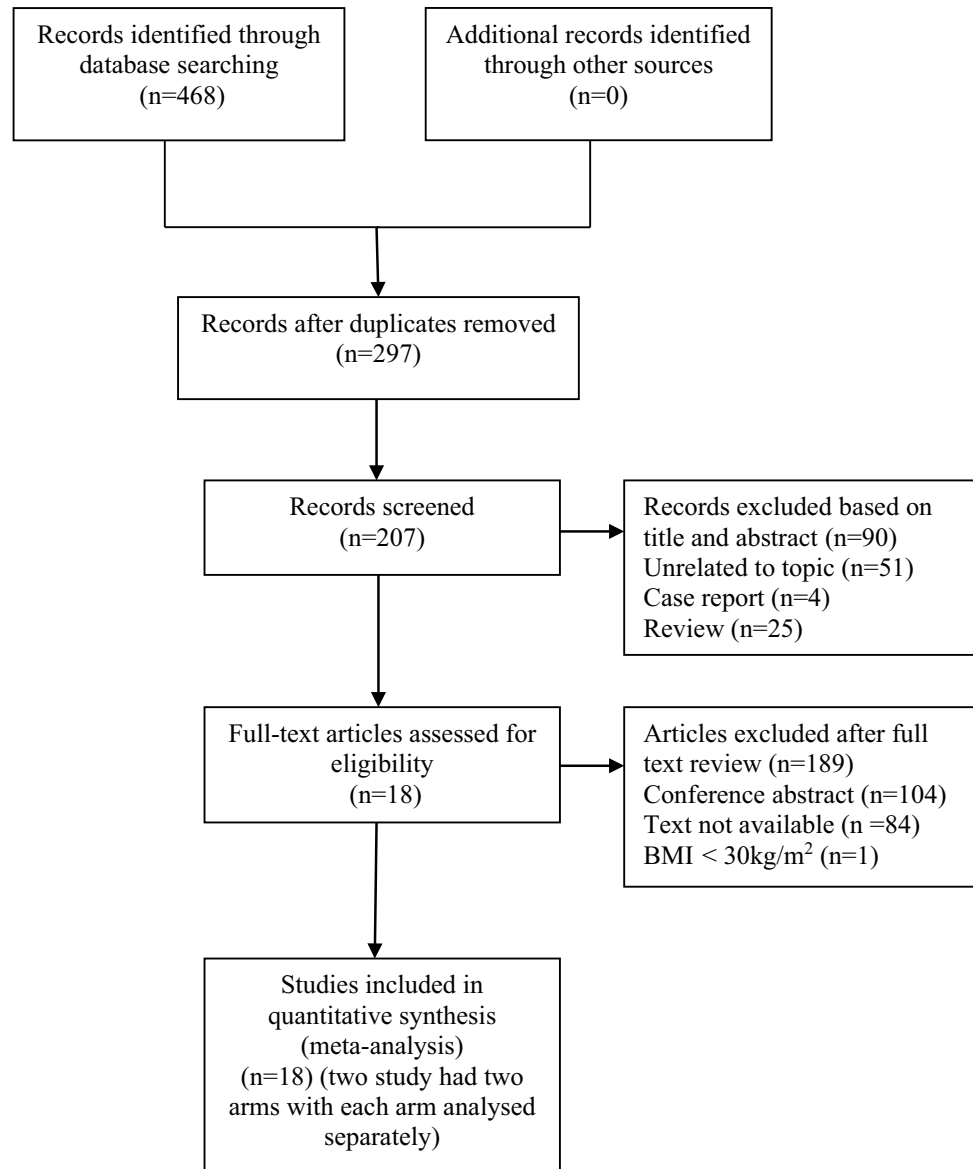 Records identified through
database searching
(n=468)
Additional records identified
through other sources
(n=0)
Records after duplicates removed
(n=297)
Records screened
(n=207)
Records excluded based on
title and abstract (n=90)
Unrelated to topic (n=51)
Case report (n=4)
Review (n=25)
Full-text articles assessed for
eligibility
(n=18)
Articles excluded after full
text review (n=189)
Conference abstract (n=104)
Text not available (n =84)
BMI < 30kg/m² (n=1)
Studies included in
quantitative synthesis
(meta-analysis)
(n=18) (two study had two
arms with each arm analysed
separately)